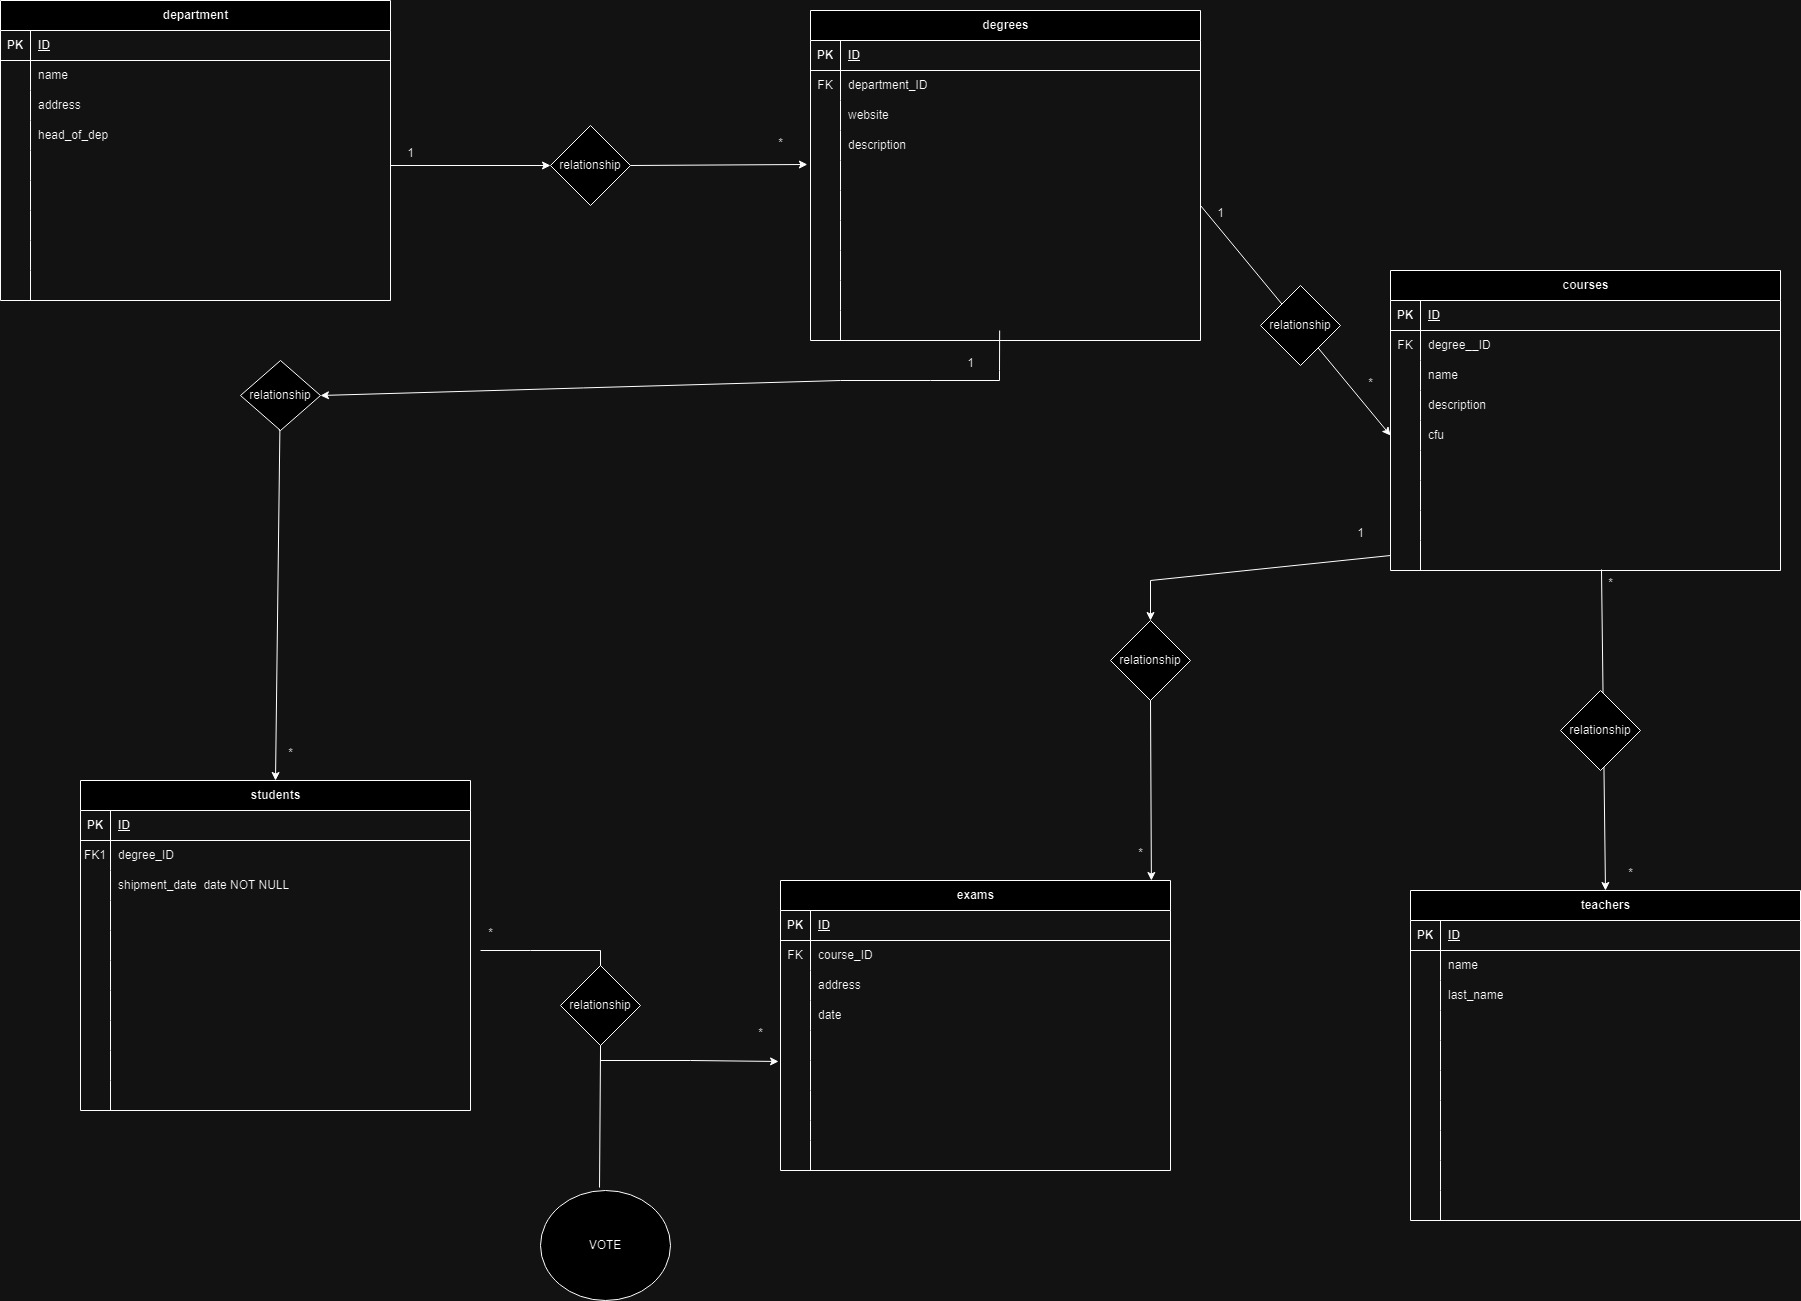 department
PK ID
name
address
head_of_dep
degrees
PK ID
FK department_ID
website
description
1
relationship
*
1
relationship
*
courses
PK ID
FK degree__ID
name
description
cfu
1
relationship
*
1
relationship
*
*
relationship
*
students
PK ID
FK1 degree_ID
shipment_date date NOT NULL
*
relationship
*
VOTE
exams
PK ID
FK course_ID
address
date
teachers
PK ID
name
last_name